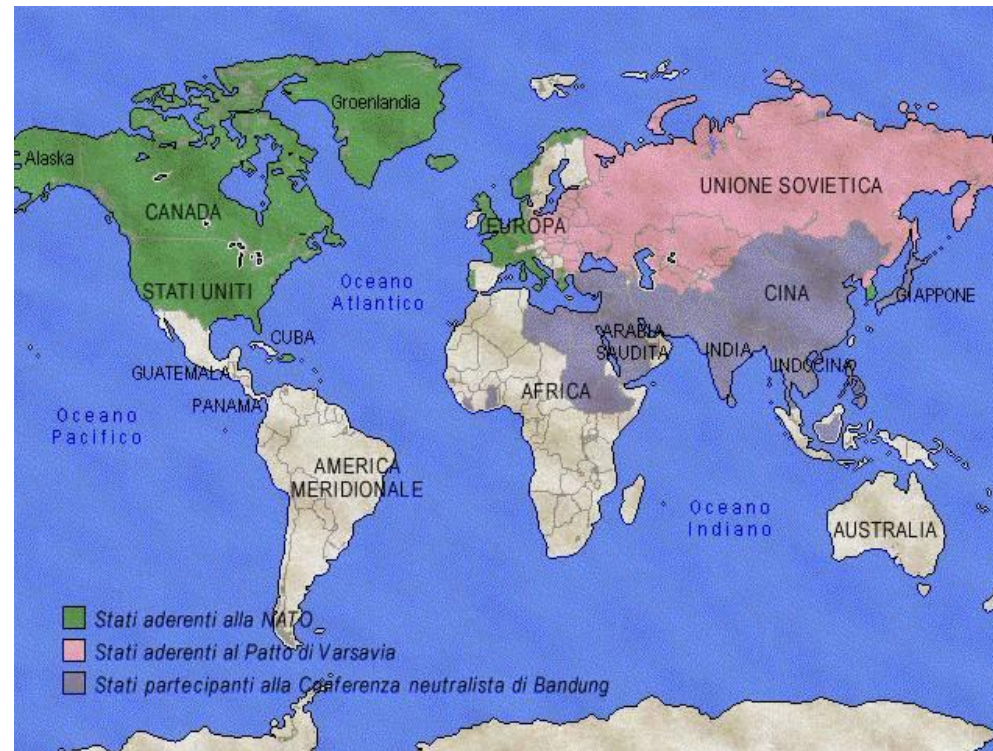 Groenlandia
Alaska
CANADA
UNIONE SOVIETICA
EUROPA
STATI UNITI
Oceano
Atlantico
CINA
GIAPPONE
CUBA
ARABIA
SAUDITA
INDIA
INDOCINA
GUATEMALA
PANAMA
AFRICA
Oceano
Pacifico
AMERICA
MERIDIONALE
Oceano
Indiano
AUSTRALIA
Stati aderenti alla NATO
Stati aderenti al Patto di Varsavia
Stati partecipanti alla Conferenza neutralista di Bandung